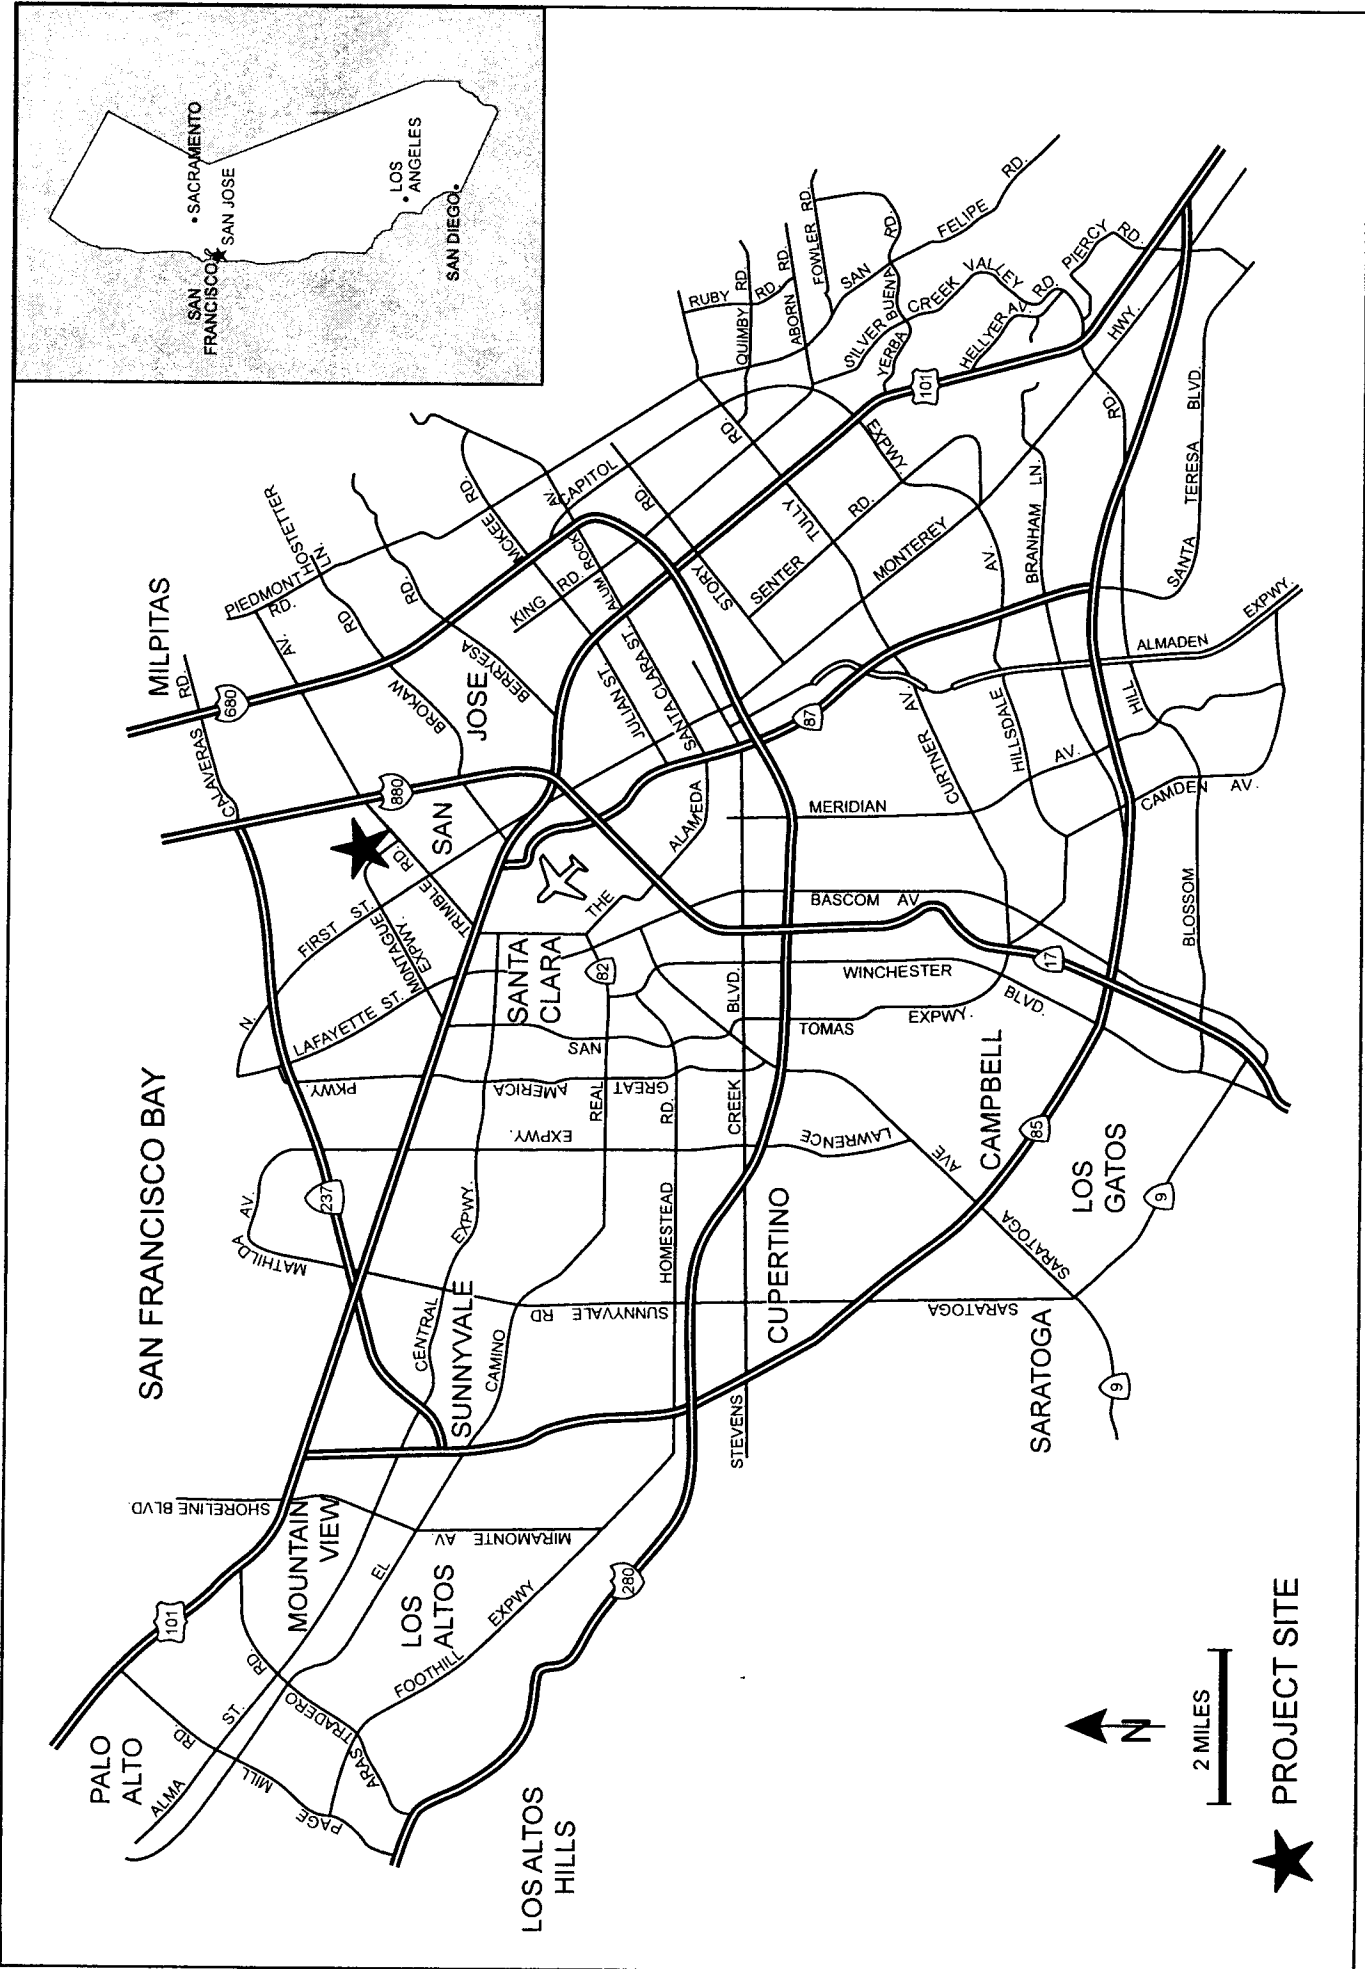 SACRAMENTO
SAN JOSE
SAN
FRANCISCO
LOS
ANGELES
SAN DIEGO
MILPITAS
SAN FRANCISCO BAY
PALO
ALTO
MOUNTAIN
VIEW
LOS
ALTOS
LOS ALTOS
HILLS
SUNNYVALE
SANTA
CLARA
SAN
JOSE
CUPERTINO
CAMPBELL
LOS
GATOS
SARATOGA
PIEDMONT
RD.
HOSTETTER
LN.
CALAVERAS
RD.
680
880
AV.
RD
BROKAW
RD.
BERRYESA
MCKEE
RD.
AV.
CAPITOL
ALUM ROCK
KING
RD.
JULIAN ST.
SANTA CLARA ST.
SANTA
STORY
RD.
TULLY
RD.
SENTER
RD.
MONTEREY
HWY.
RUBY
RD.
QUIMBY
RD
ABORN
RD.
FOWLER
RD.
SAN
FELIPE
RD.
YERBA
BUENA
RD.
SILVER
CREEK
VALLEY
RD.
HELLYER
AV.
PIERCY
RD.
EXPWY.
101
BRANHAM
LN.
SANTA
TERESA
BLVD.
ALMADEN
EXPWY.
BLOSSOM
HILL
RD.
HILLSDALE
AV.
CURTNER
AV.
MERIDIAN
AV.
CAMDEN
AV.
87
THE
ALAMEDA
BASCOM
AV
17
WINCHESTER
BLVD.
SAN
TOMAS
EXPWY.
N.
FIRST
ST.
MONTAGUE
EXPWY.
TRIMBLE
RD.
LAFAYETTE
ST.
82
GREAT
AMERICA
PKWY.
LAWRENCE
EXPWY.
237
MATHILDA
AV.
CENTRAL
EXPWY.
EL
CAMINO
REAL
HOMESTEAD
RD.
STEVENS
CREEK
BLVD.
SARATOGA
SUNNYVALE
RD
SARATOGA
AVE
85
9
9
SHORELINE BLVD.
MIRAMONTE
AV.
FOOTHILL
EXPWY
280
101
ALMA
ST.
PAGE
MILL
RD.
ARASTRADERO
RD.
N
2 MILES
PROJECT SITE